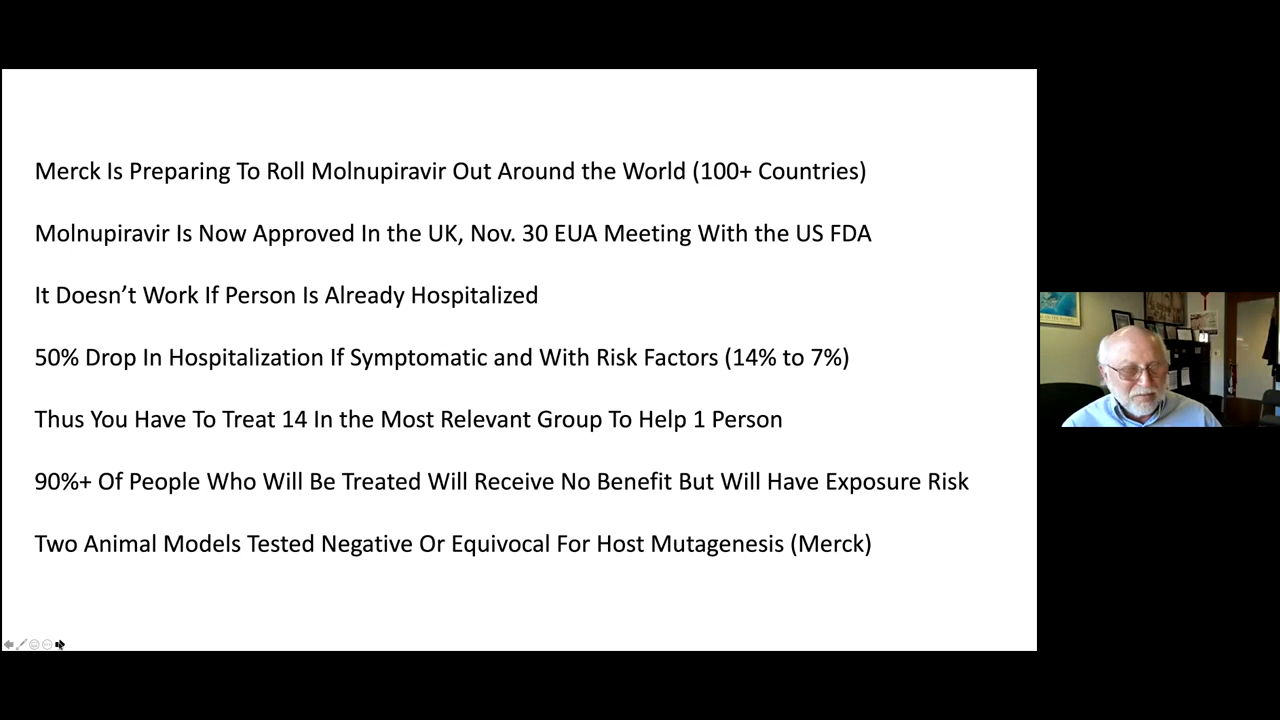 Merck Is Preparing To Roll Molnupiravir Out Around the World (100+ Countries)
Molnupiravir Is Now Approved In the UK, Nov. 30 EUA Meeting With the US FDA
It Doesn’t Work If Person Is Already Hospitalized
50% Drop In Hospitalization If Symptomatic and With Risk Factors (14% to 7%)
Thus You Have To Treat 14 In the Most Relevant Group To Help 1 Person
90%+ Of People Who Will Be Treated Will Receive No Benefit But Will Have Exposure Risk
Two Animal Models Tested Negative Or Equivocal For Host Mutagenesis (Merck)